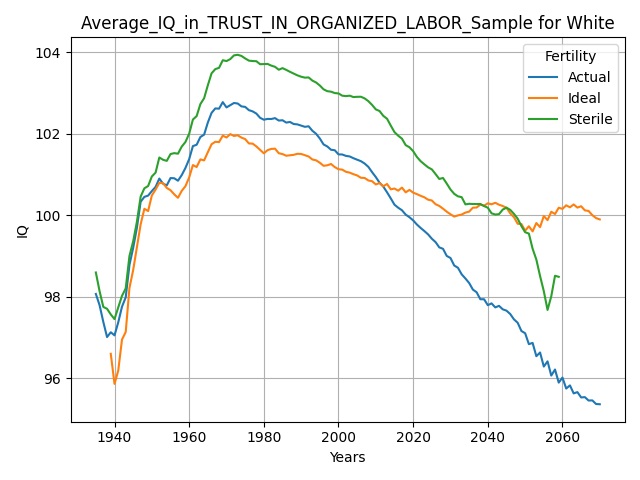 Average_IQ_in_TRUST_IN_ORGANIZED_LABOR_Sample for White
Fertility
Actual
Ideal
Sterile
IQ
104
102
100
98
96
1940 1960 1980 2000 2020 2040 2060
Years